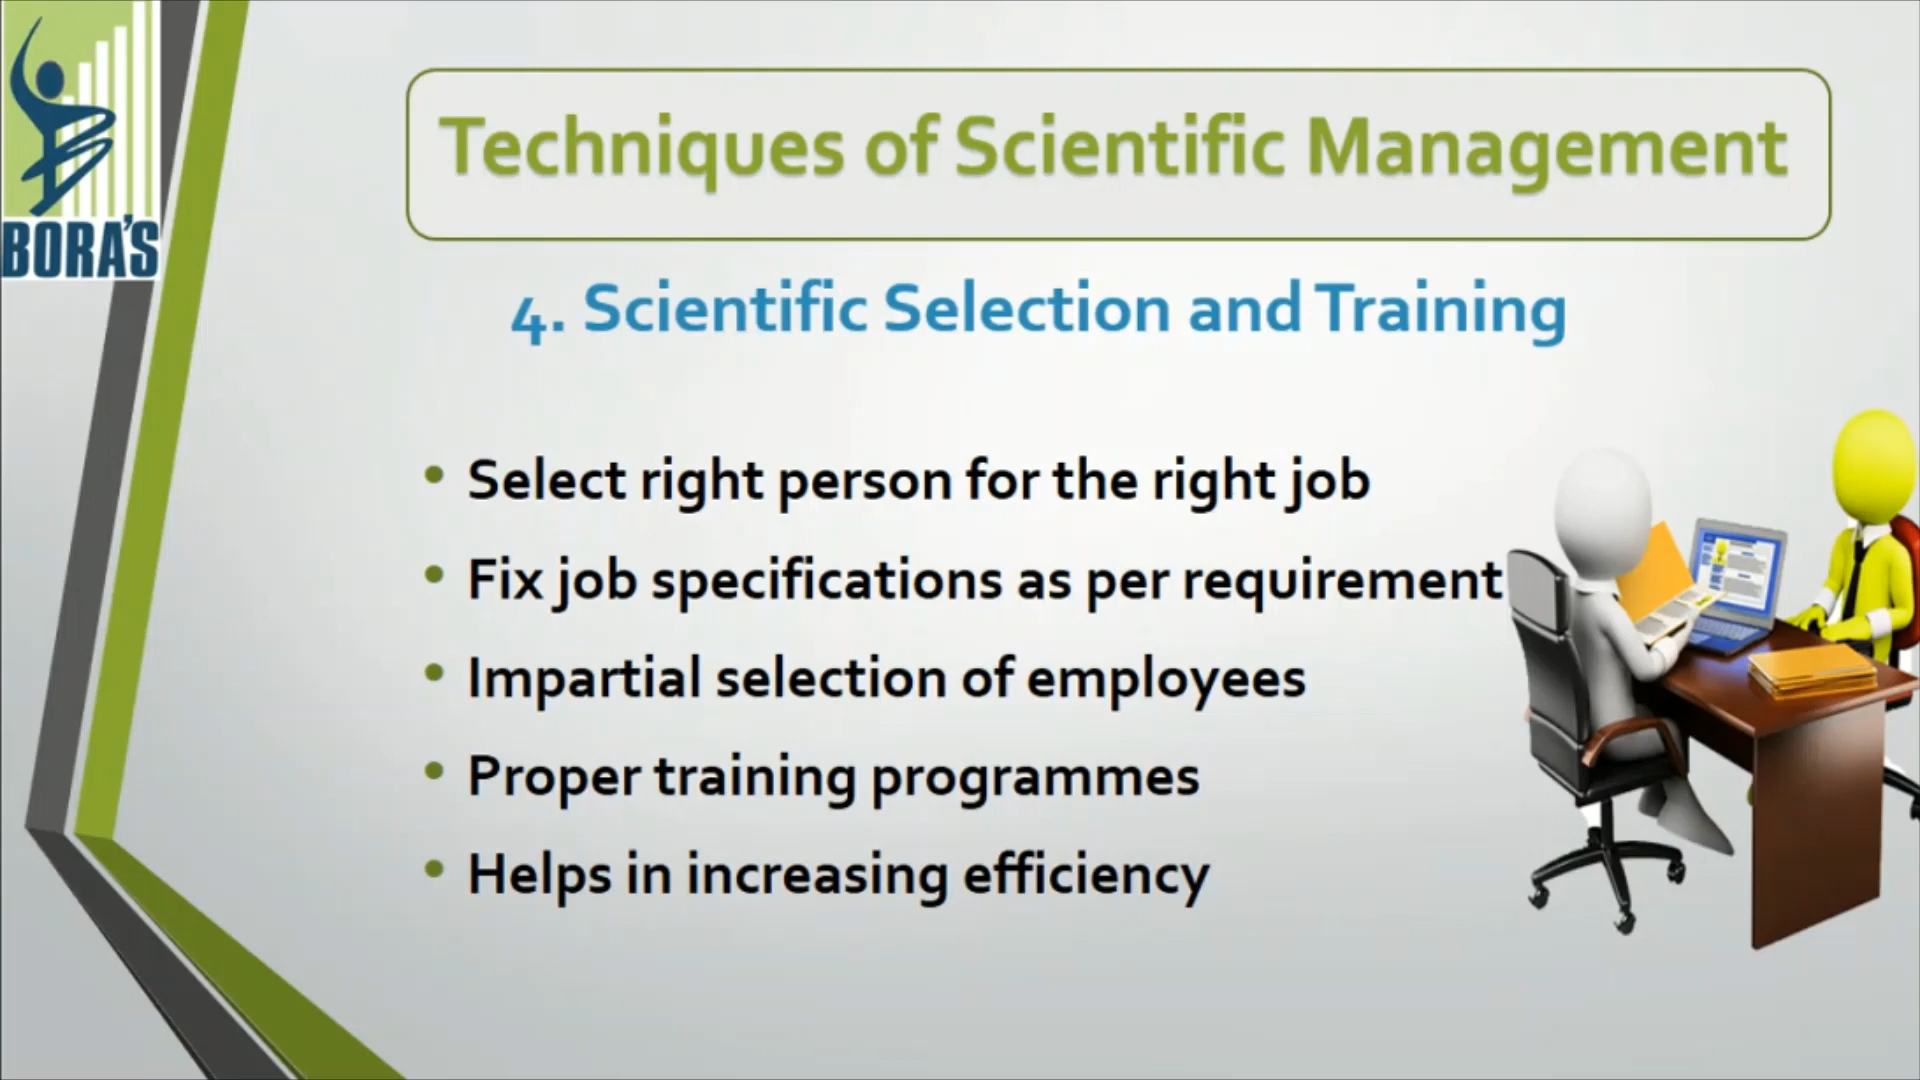 BORA'S
Techniques of Scientific Management
4. Scientific Selection and Training
• Select right person for the right job
• Fix job specifications as per requirement
• Impartial selection of employees
• Proper training programmes
• Helps in increasing efficiency